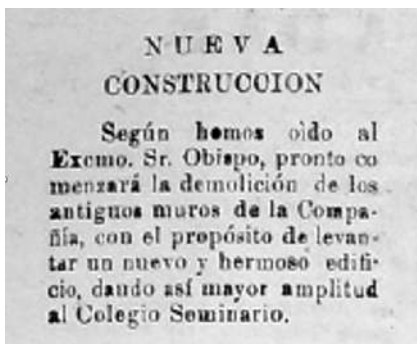 NUEVA
CONSTRUCCION
Según hemos oido al
Excmo. Sr. Obispo, pronto co
menzará la demolición de los
antiguos muros de la Compa-
ñía, con el propósito de levan-
tar un nuevo y hermoso edifi-
cio, dando así mayor amplitud
al Colegio Seminario.